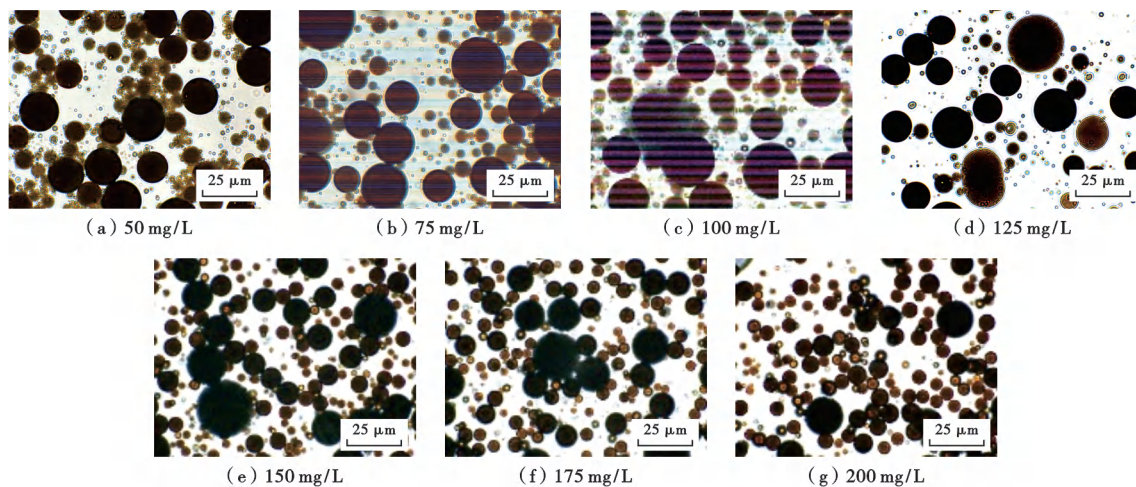 25 μm
25 μm
25 μm
25 μm
(a) 50 mg/L
(b) 75 mg/L
(c) 100 mg/L
(d) 125 mg/L
25 μm
25 μm
25 μm
(e) 150 mg/L
(f) 175 mg/L
(g) 200 mg/L